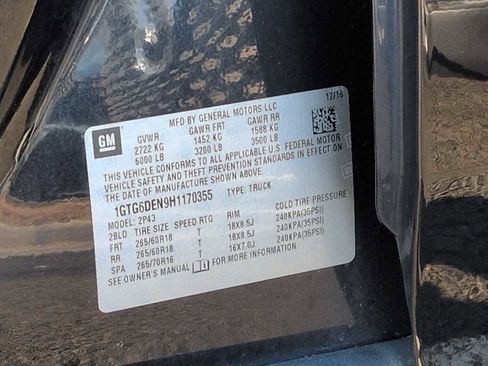 12/16
MFD BY GENERAL MOTORS LLC
GM
GVWR GAWR FRT GAWR RR
2722 KG 1452 KG 1588 KG
6000 LB 3200 LB 3500 LB
THIS VEHICLE CONFORMS TO ALL APPLICABLE U.S. FEDERAL MOTOR
VEHICLE SAFETY AND THEFT PREVENTION STANDARDS IN EFFECT ON
THE DATE OF MANUFACTURE SHOWN ABOVE.
1GTG6DEN9H1170355 TYPE: TRUCK
MODEL: 2P43
2BLD TIRE SIZE SPEED RTG RIM COLD TIRE PRESSURE
FRT 265/60R18 T 18X8.5J 240KPA(35PSI)
RR 265/60R18 T 18X8.5J 240KPA(35PSI)
SPA 265/70R16 T 16X7.0J 240KPA(35PSI)
SEE OWNER'S MANUAL FOR MORE INFORMATION.